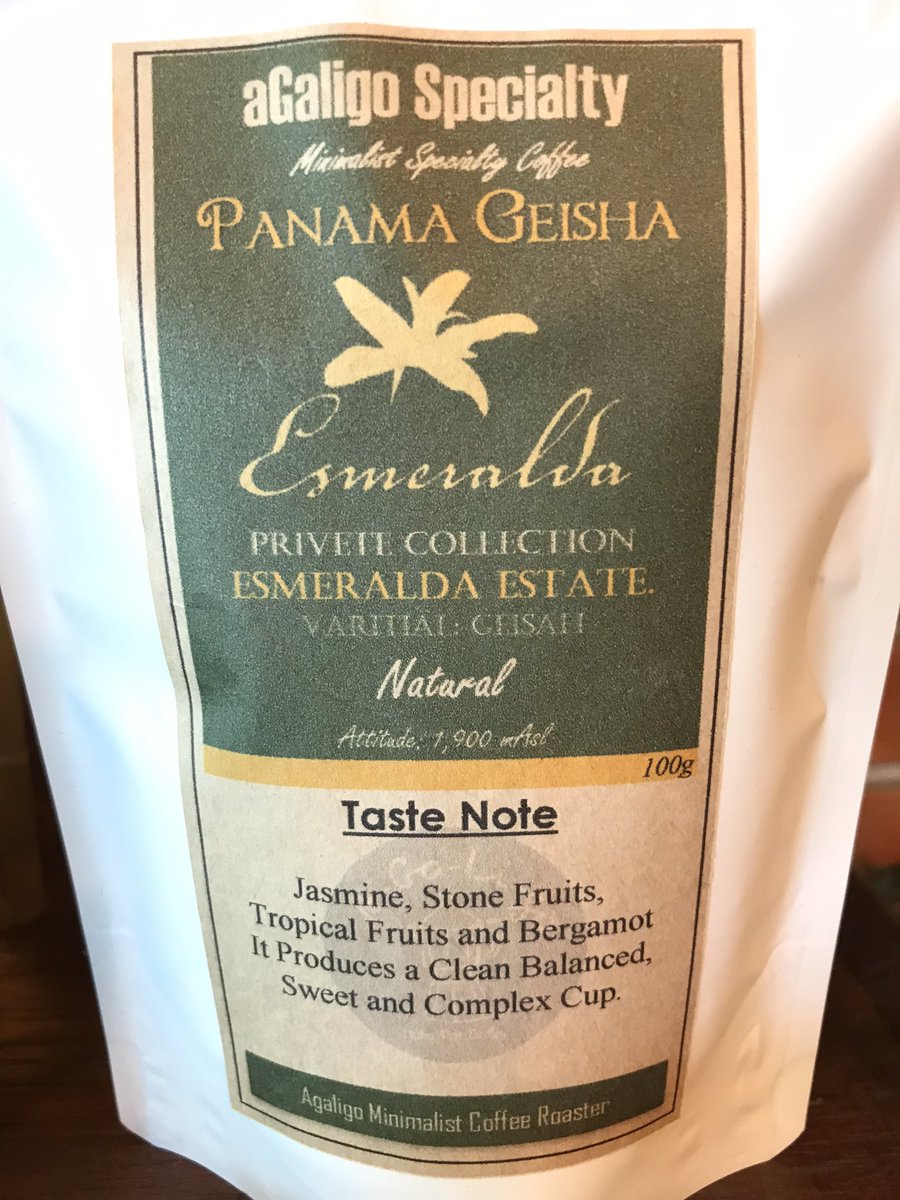 aGaligo Specialty
Minimalist Specialty Coffee
PANAMA GEISHA
Esmeralda
PRIVETE COLLECTION
ESMERALDA ESTATE.
VARITIAL: GEISAH
Natural
Attitude: 1,900 mAsl
100g
Taste Note
Jasmine, Stone Fruits,
Tropical Fruits and Bergamot
It Produces a Clean Balanced,
Sweet and Complex Cup.
Agaligo Minimalist Coffee Roaster